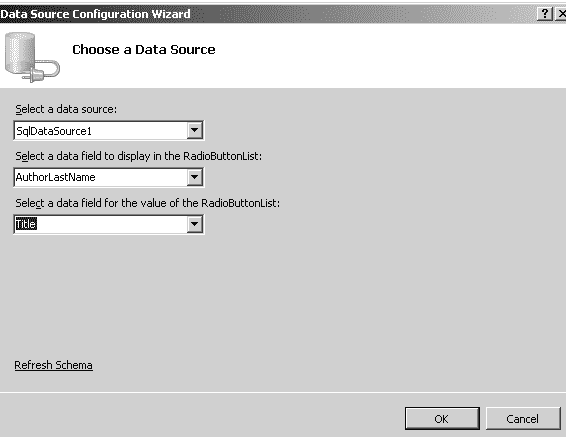 Data Source Configuration Wizard
Choose a Data Source
Select a data source:
SqlDataSource1
Select a data field to display in the RadioButtonList:
AuthorLastName
Select a data field for the value of the RadioButtonList:
Title
Refresh Schema
OK Cancel